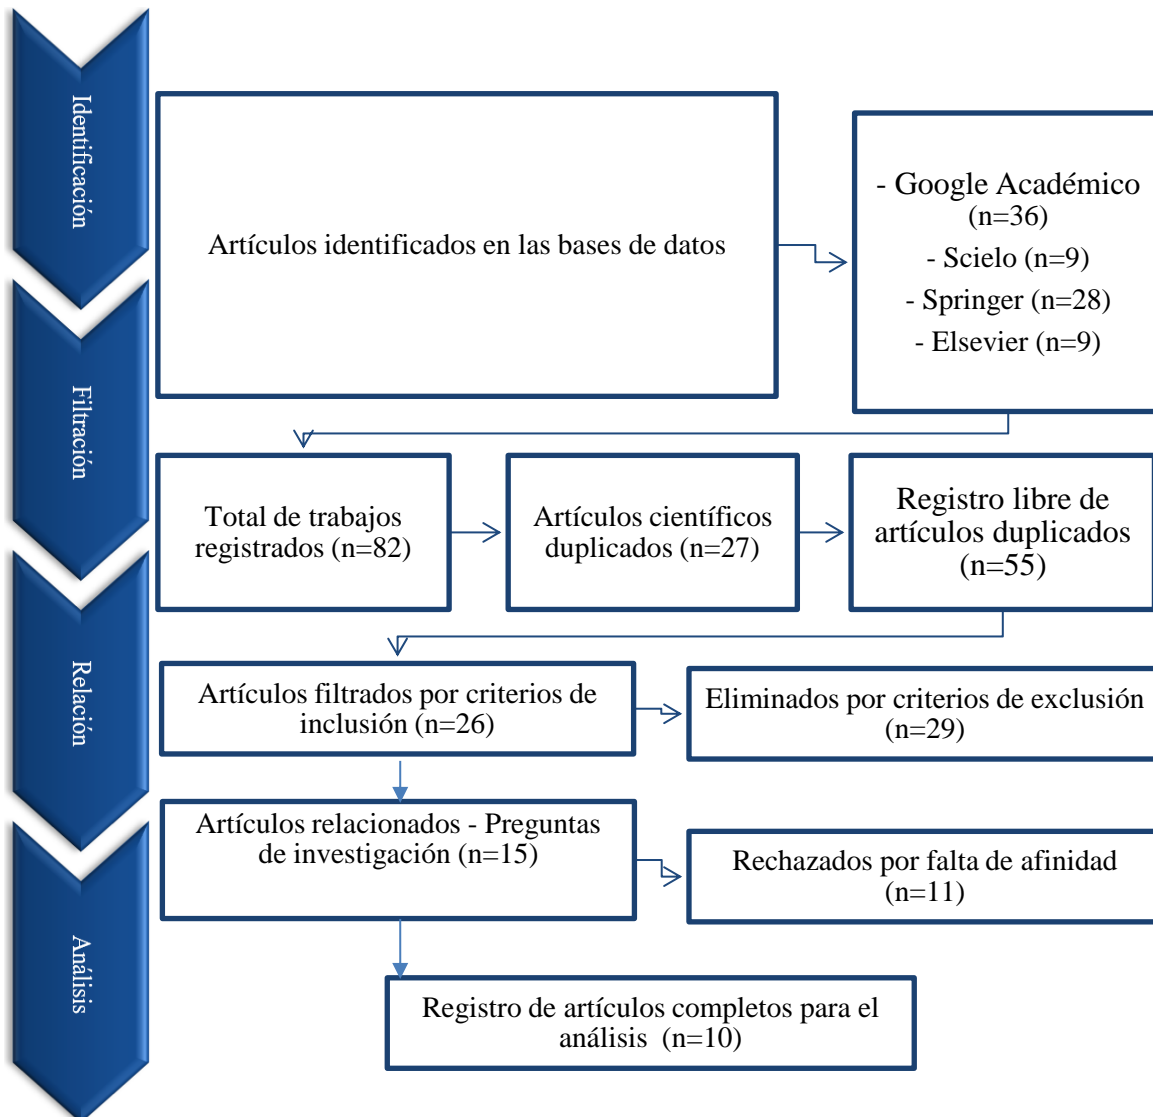 Identificación
Artículos identificados en las bases de datos
- Google Académico
(n=36)
- Scielo (n=9)
- Springer (n=28)
- Elsevier (n=9)
Filtración
Total de trabajos
registrados (n=82)
Artículos científicos
duplicados (n=27)
Registro libre de
artículos duplicados
(n=55)
Relación
Artículos filtrados por criterios de
inclusión (n=26)
Eliminados por criterios de exclusión
(n=29)
Artículos relacionados - Preguntas
de investigación (n=15)
Rechazados por falta de afinidad
(n=11)
Análisis
Registro de artículos completos para el
análisis  (n=10)